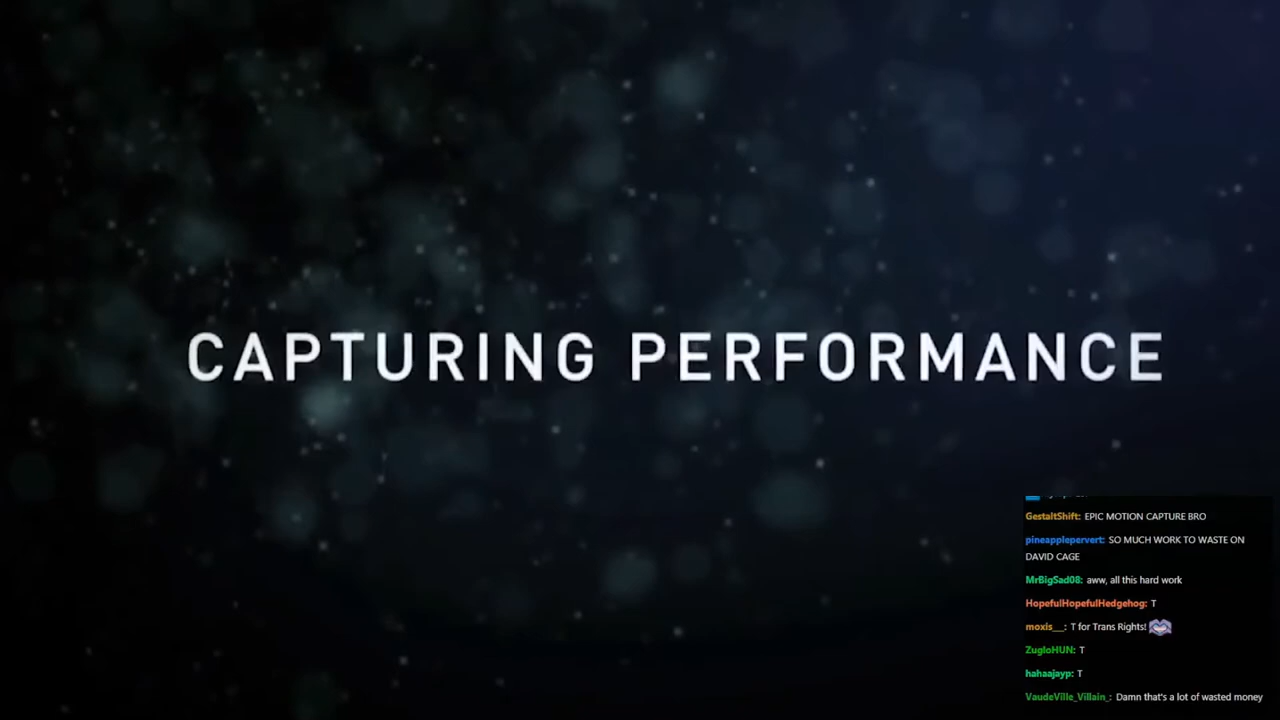 CAPTURING PERFORMANCE
GestaltShift: EPIC MOTION CAPTURE BRO
pineapplepervert: SO MUCH WORK TO WASTE ON
DAVID CAGE
MrBigSad08: aww, all this hard work
HopefulHopefulHedgehog: T
moxis__: T for Trans Rights!
ZugloHUN: T
hahaajayp: T
VaudeVille_Villain_: Damn that's a lot of wasted money